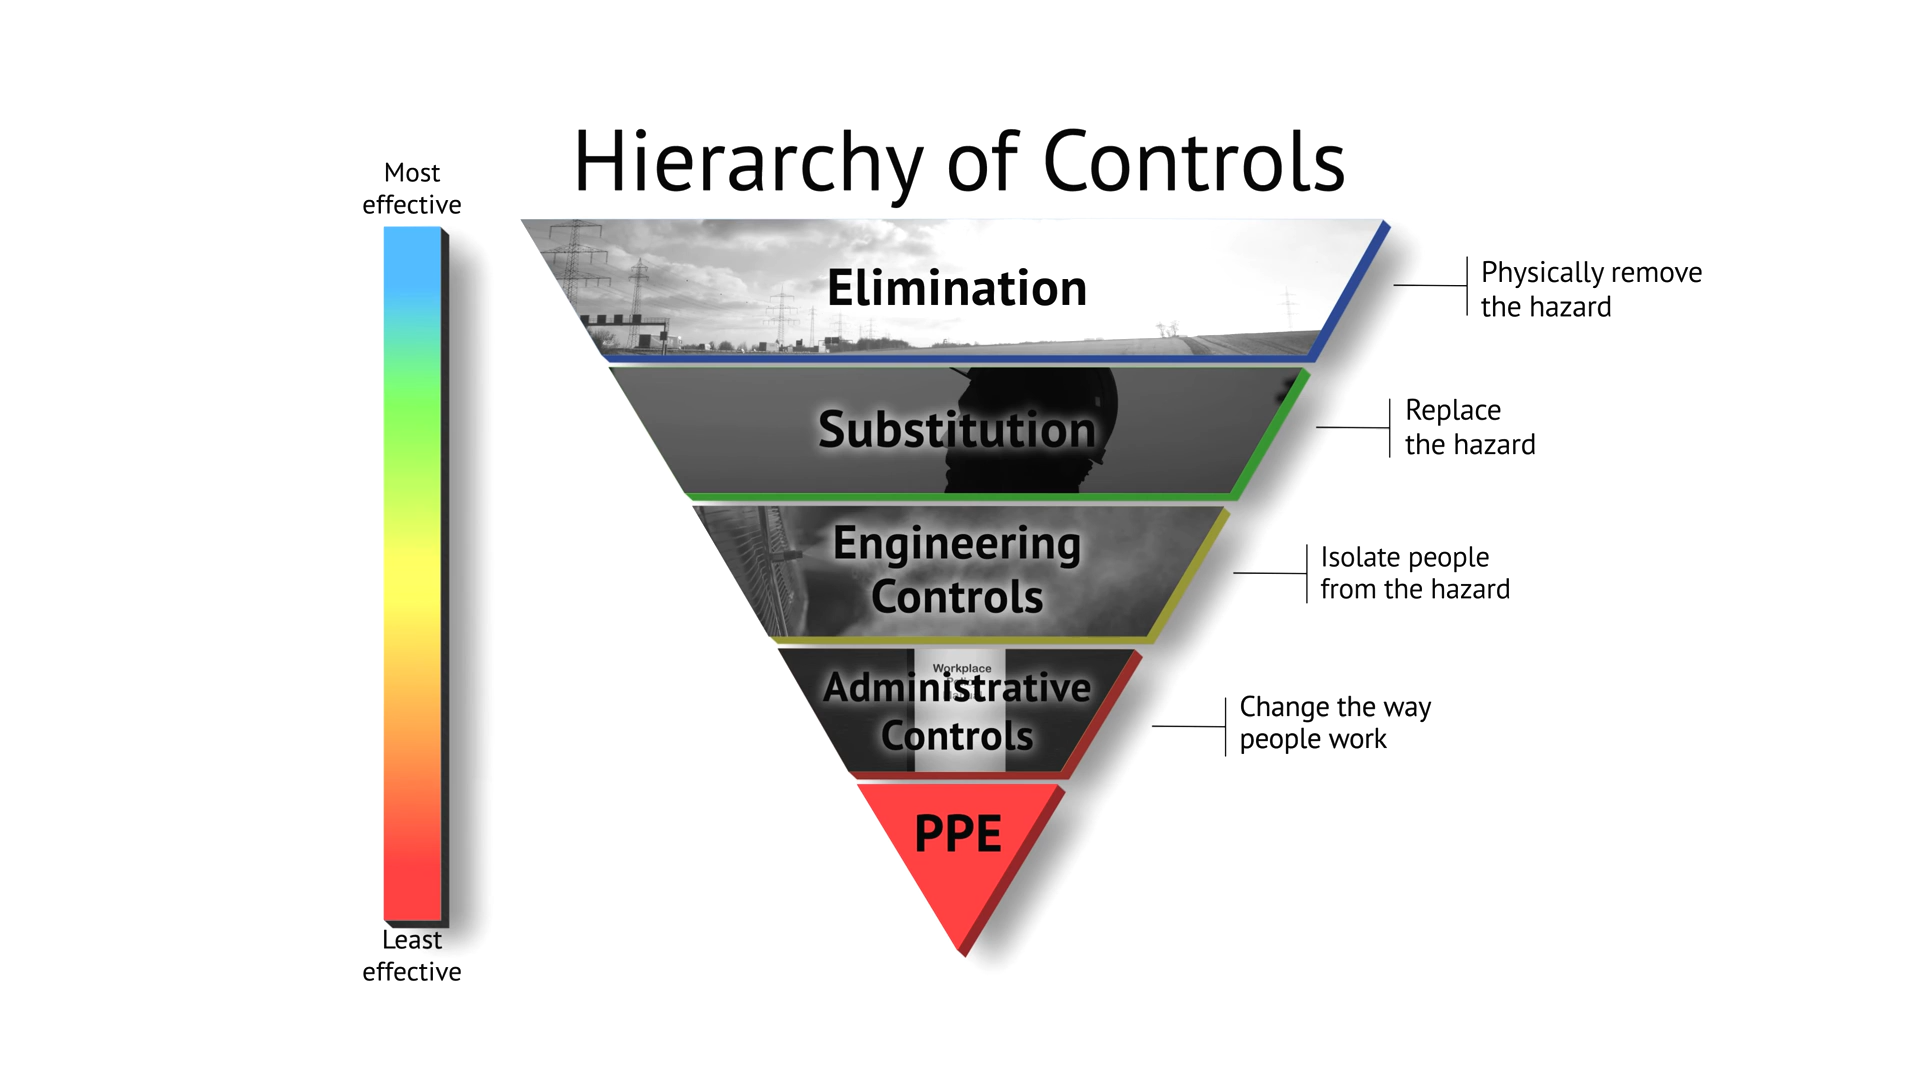 Hierarchy of Controls
Most
effective
Elimination
Physically remove
the hazard
Substitution
Replace
the hazard
Engineering
Controls
Isolate people
from the hazard
Workplace
Administrative
Controls
Change the way
people work
PPE
Least
effective